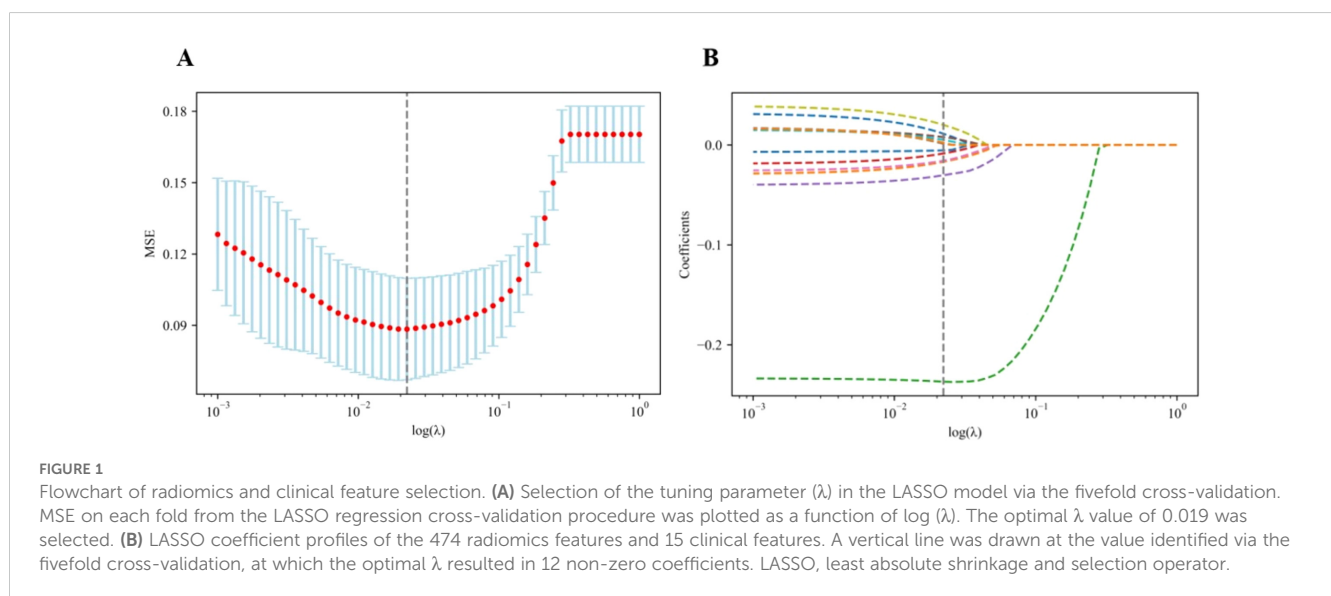 A
B
0.18
0.15
0.12
0.09
MSE
10⁻³
10⁻²
10⁻¹
10⁰
log(λ)
0.0
−0.1
−0.2
Coefficients
10⁻³
10⁻²
10⁻¹
10⁰
log(λ)
FIGURE 1
Flowchart of radiomics and clinical feature selection. (A) Selection of the tuning parameter (λ) in the LASSO model via the fivefold cross-validation.
MSE on each fold from the LASSO regression cross-validation procedure was plotted as a function of log (λ). The optimal λ value of 0.019 was
selected. (B) LASSO coefficient profiles of the 474 radiomics features and 15 clinical features. A vertical line was drawn at the value identified via the
fivefold cross-validation, at which the optimal λ resulted in 12 non-zero coefficients. LASSO, least absolute shrinkage and selection operator.